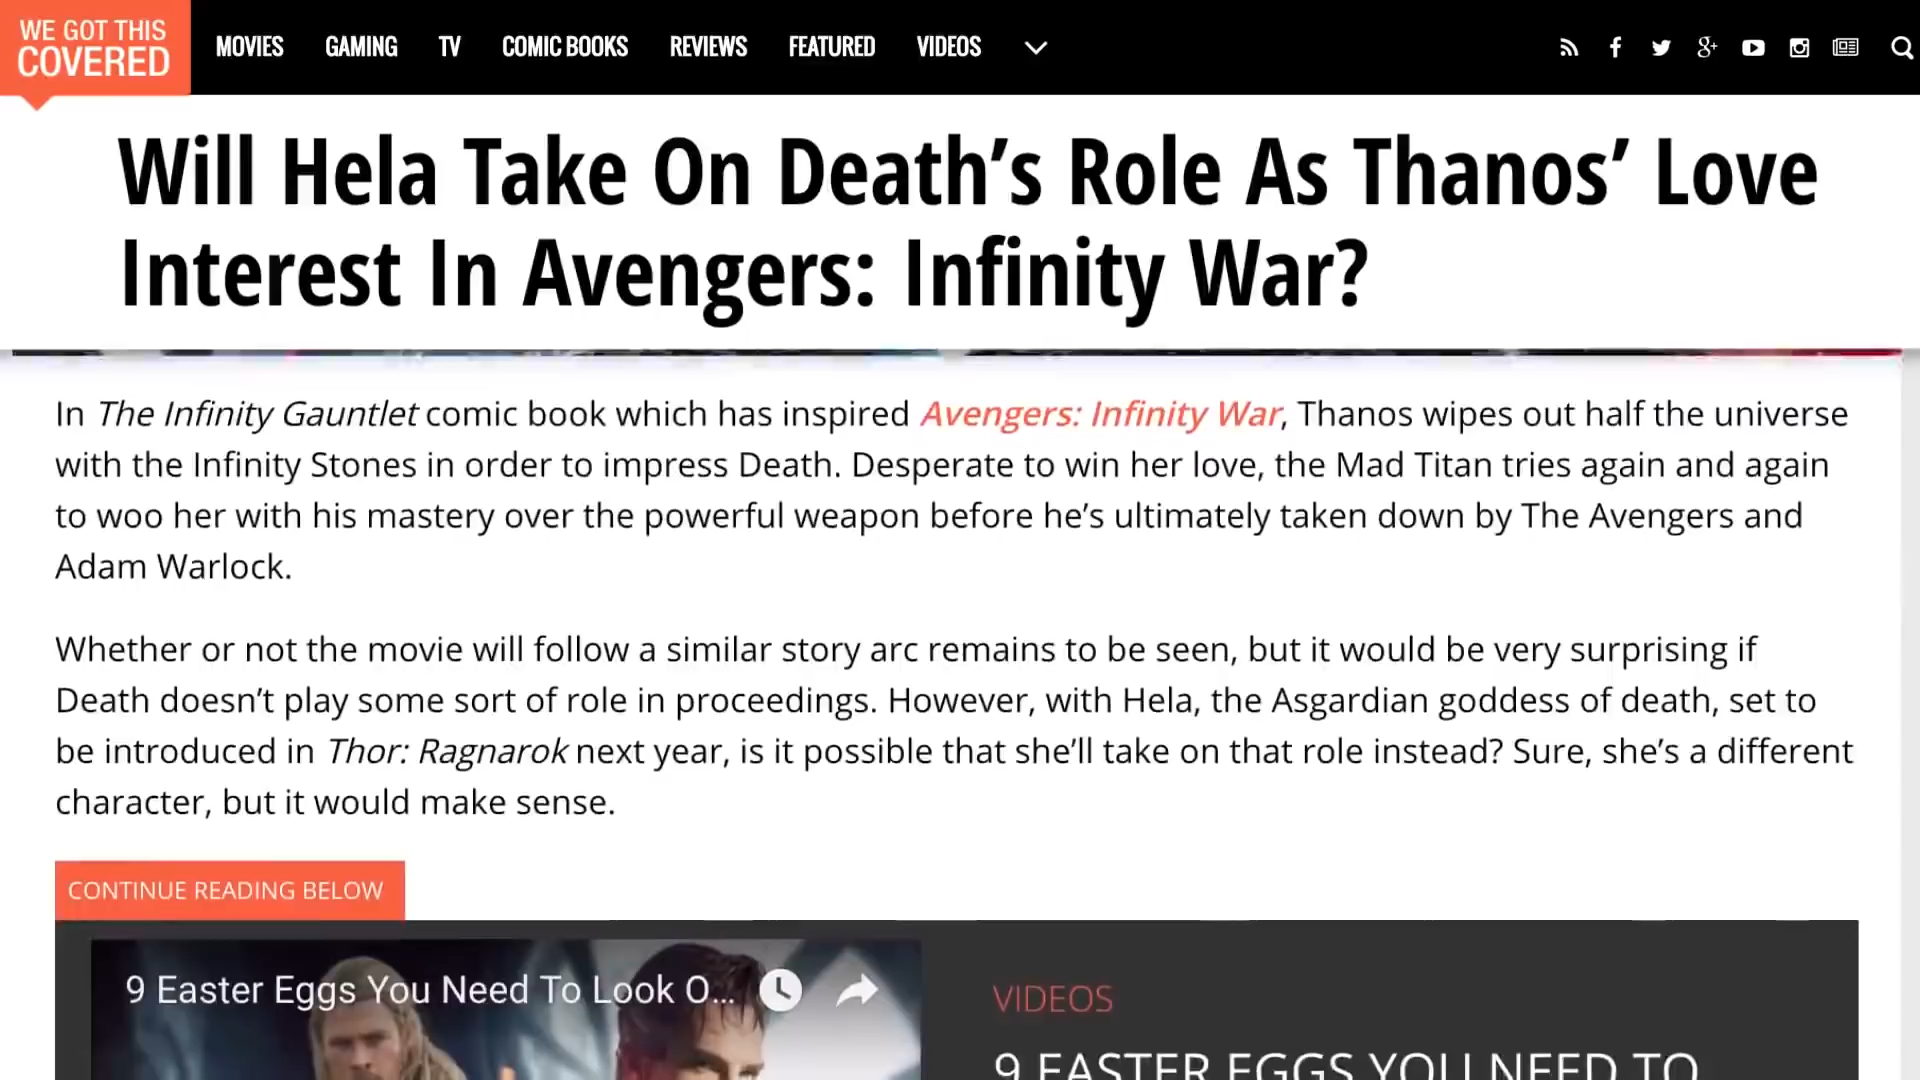 WE GOT THIS
COVERED
MOVIES GAMING TV COMIC BOOKS REVIEWS FEATURED VIDEOS
Will Hela Take On Death’s Role As Thanos’ Love
Interest In Avengers: Infinity War?
In The Infinity Gauntlet comic book which has inspired Avengers: Infinity War, Thanos wipes out half the universe
with the Infinity Stones in order to impress Death. Desperate to win her love, the Mad Titan tries again and again
to woo her with his mastery over the powerful weapon before he’s ultimately taken down by The Avengers and
Adam Warlock.
Whether or not the movie will follow a similar story arc remains to be seen, but it would be very surprising if
Death doesn’t play some sort of role in proceedings. However, with Hela, the Asgardian goddess of death, set to
be introduced in Thor: Ragnarok next year, is it possible that she’ll take on that role instead? Sure, she’s a different
character, but it would make sense.
CONTINUE READING BELOW
9 Easter Eggs You Need To Look O...
VIDEOS
9 EASTER EGGS YOU NEED TO